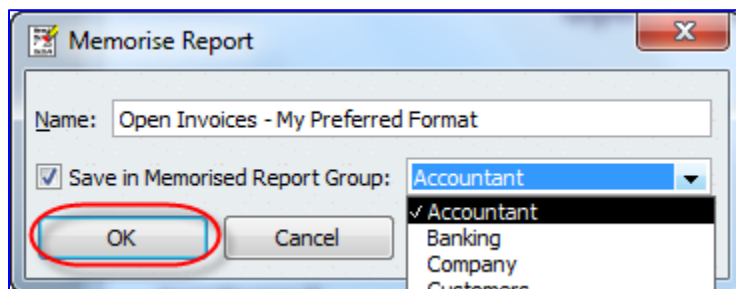 Memorise Report
Name: Open Invoices - My Preferred Format
Save in Memorised Report Group: Accountant
Accountant
OK Cancel Banking
Company
Customers